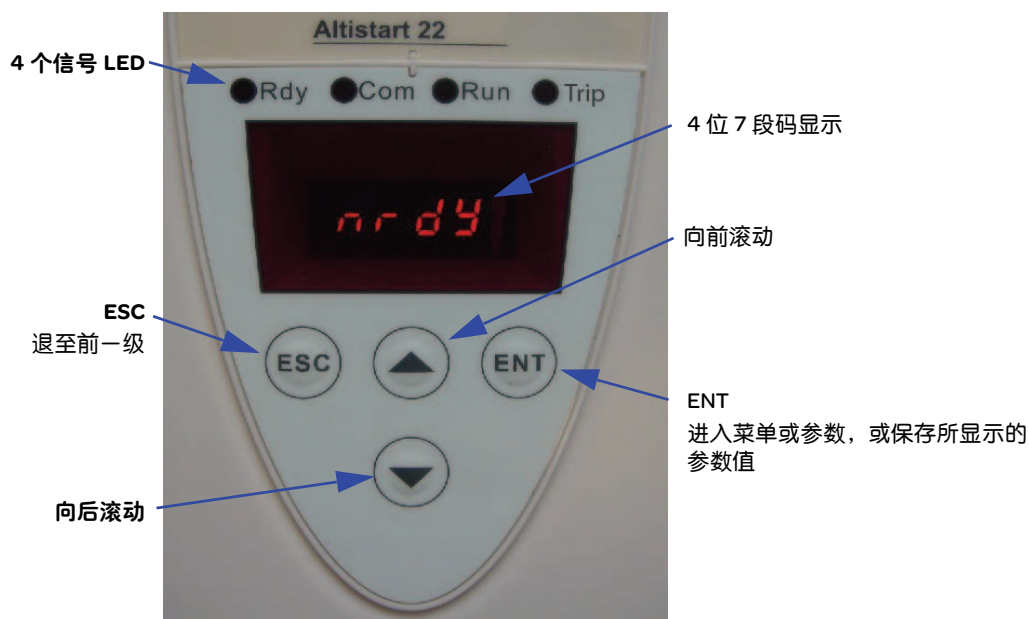 Altistart 22
4 个信号 LED
Rdy Com Run Trip
4 位 7 段码显示
nrdY
向前滚动
ESC
退至前一级
ESC
ENT
ENT
进入菜单或参数，或保存所显示的
参数值
向后滚动